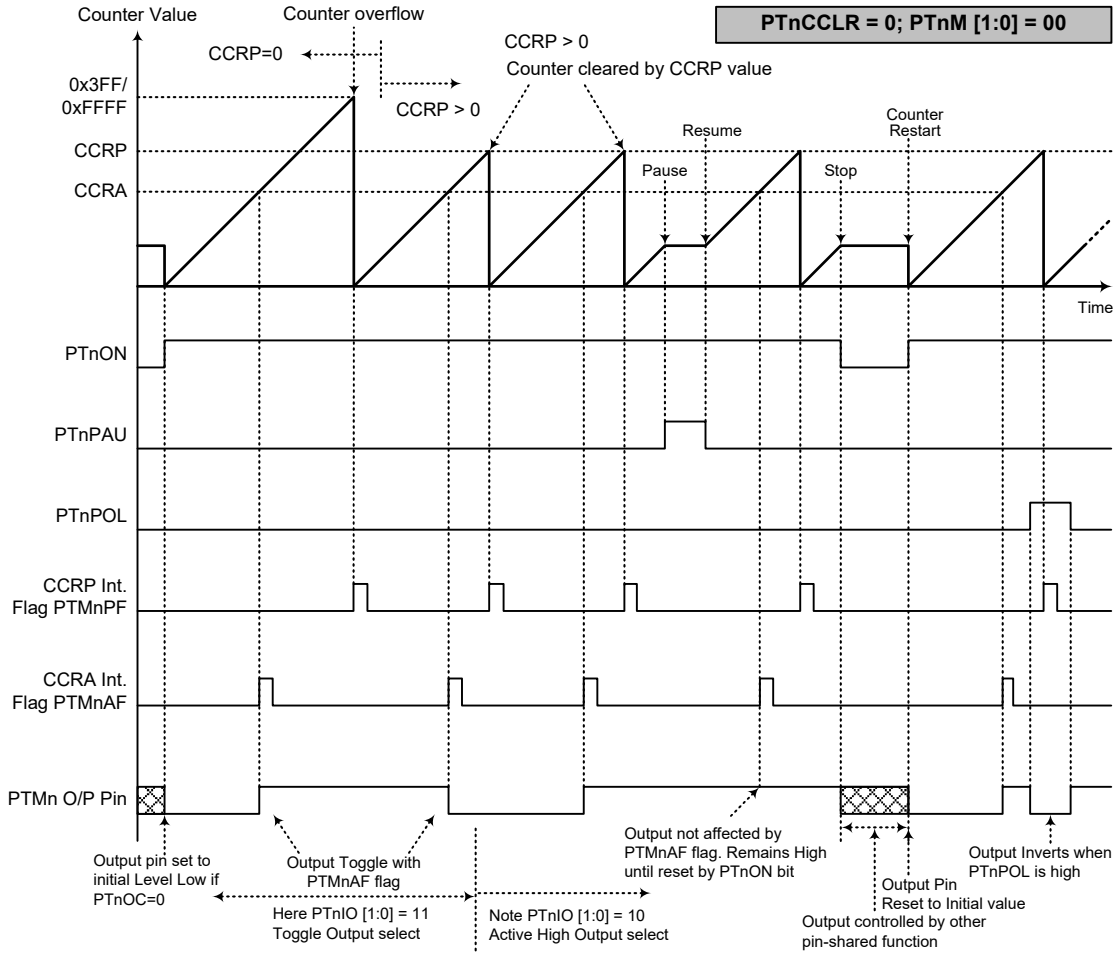 Counter Value
Counter overflow
PTnCCLR = 0; PTnM [1:0] = 00
CCRP=0
CCRP > 0
CCRP > 0
Counter cleared by CCRP value
0x3FF/
0xFFFF
CCRP
CCRA
Pause
Resume
Stop
Counter
Restart
Time
PTnON
PTnPAU
PTnPOL
CCRP Int.
Flag PTMnPF
CCRA Int.
Flag PTMnAF
PTMn O/P Pin
Output pin set to
initial Level Low if
PTnOC=0
Output Toggle with
PTMnAF flag
Here PTnIO [1:0] = 11
Toggle Output select
Note PTnIO [1:0] = 10
Active High Output select
Output not affected by
PTMnAF flag. Remains High
until reset by PTnON bit
Output controlled by other
pin-shared function
Output Pin
Reset to Initial value
Output Inverts when
PTnPOL is high